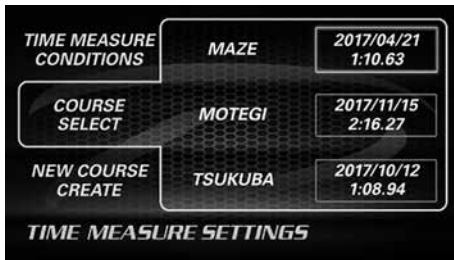 TIME MEASURE
CONDITIONS
MAZE
2017/04/21
1:10.63
COURSE
SELECT
MOTEGI
2017/11/15
2:16.27
NEW COURSE
CREATE
TSUKUBA
2017/10/12
1:08.94
TIME MEASURE SETTINGS